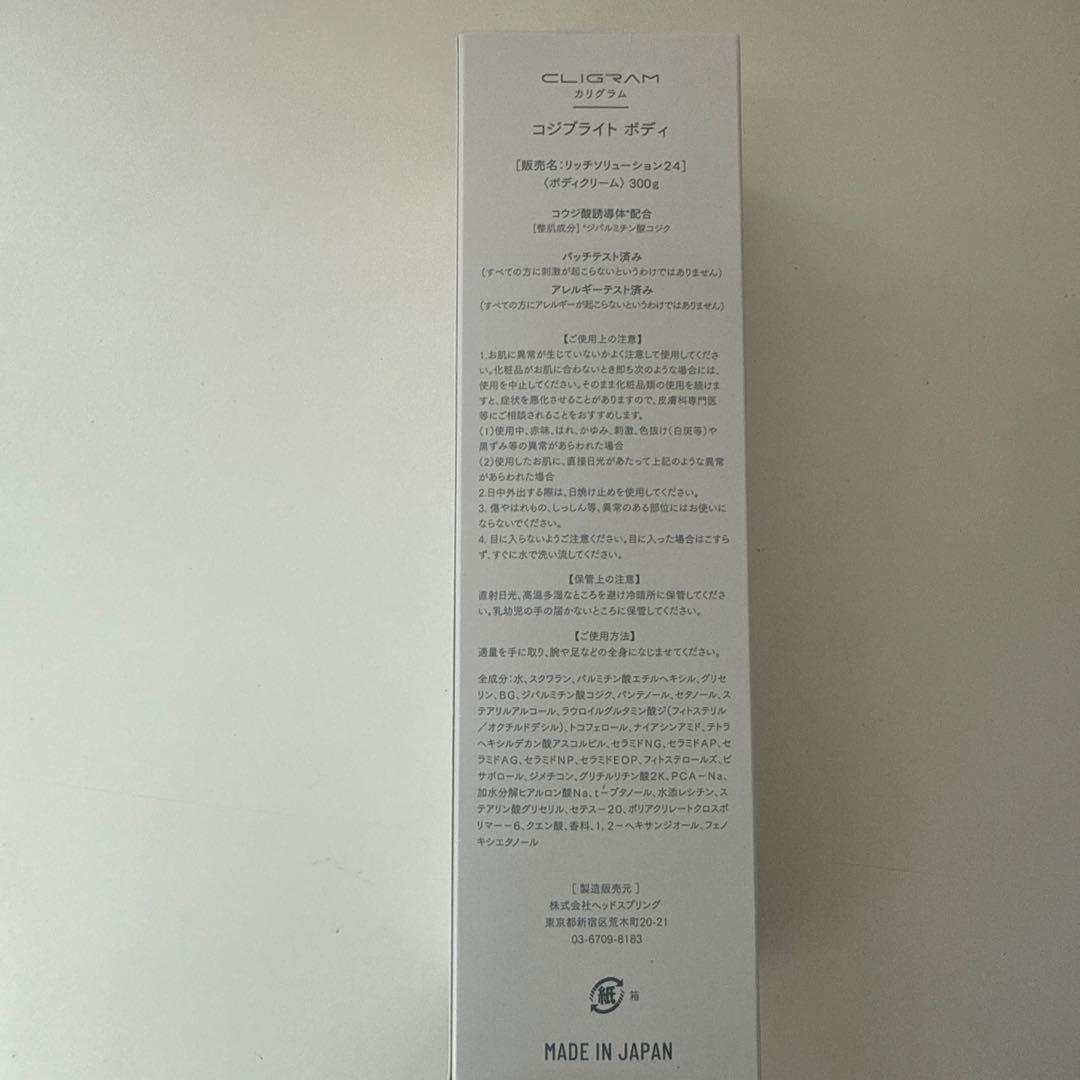 CLIGRAM
カリグラム
コジブライト ボディ
[販売名:リッチソリューション24]
〈ボディクリーム〉 300g
コウジ酸誘導体*配合
[整肌成分] *ジパルミチン酸コジク
パッチテスト済み
(すべての方に刺激が起こらないというわけではありません)
アレルギーテスト済み
(すべての方にアレルギーが起こらないというわけではありません)
【ご使用上の注意】
1.お肌に異常が生じていないかよく注意して使用してくださ
い。化粧品がお肌に合わないとき即ち次のような場合には、
使用を中止してください。そのまま化粧品類の使用を続けま
すと、症状を悪化させることがありますので、皮膚科専門医
等にご相談されることをおすすめします。
(1)使用中、赤味、はれ、かゆみ、刺激、色抜け(白斑等)や
黒ずみ等の異常があらわれた場合
(2)使用したお肌に、直接日光があたって上記のような異常
があらわれた場合
2.日中外出する際は、日焼け止めを使用してください。
3. 傷やはれもの、しっしん等、異常のある部位にはお使いに
ならないでください。
4. 目に入らないようご注意ください。目に入った場合はこすら
ず、すぐに水で洗い流してください。
【保管上の注意】
直射日光、高温多湿なところを避け冷暗所に保管してくださ
い。乳幼児の手の届かないところに保管してください。
【ご使用方法】
適量を手に取り、腕や足などの全身になじませてください。
全成分:水、スクワラン、パルミチン酸エチルヘキシル、グリセ
リン、BG、ジパルミチン酸コジク、パンテノール、セタノール、ス
テアリルアルコール、ラウロイルグルタミン酸ジ(フィトステリル
/オクチルドデシル)、トコフェロール、ナイアシンアミド、テトラ
ヘキシルデカン酸アスコルビル、セラミドNG、セラミドAP、セ
ラミドAG、セラミドNP、セラミドEOP、フィトステロールズ、ビ
サボロール、ジメチコン、グリチルリチン酸2K、PCA-Na、
加水分解ヒアルロン酸Na、t-ブタノール、水添レシチン、ス
テアリン酸グリセリル、セテス-20、ポリアクリレートクロスポ
リマー-6、クエン酸、香料、1,2-ヘキサンジオール、フェノ
キシエタノール
[ 製造販売元 ]
株式会社ヘッドスプリング
東京都新宿区荒木町20-21
03-6709-8183
紙 箱
MADE IN JAPAN